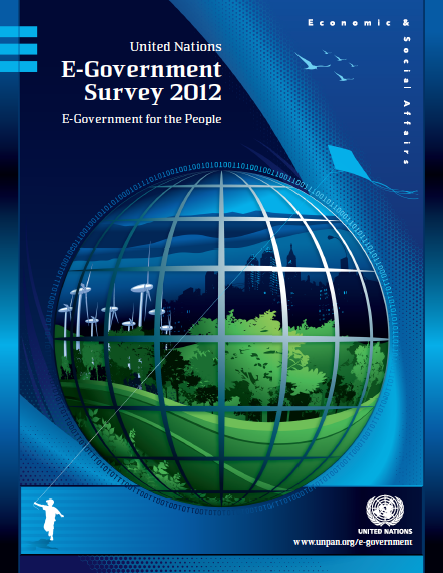 Economic & Social Affairs
United Nations
E-Government
Survey 2012
E-Government for the People
UNITED NATIONS
www.unpan.org/e-government